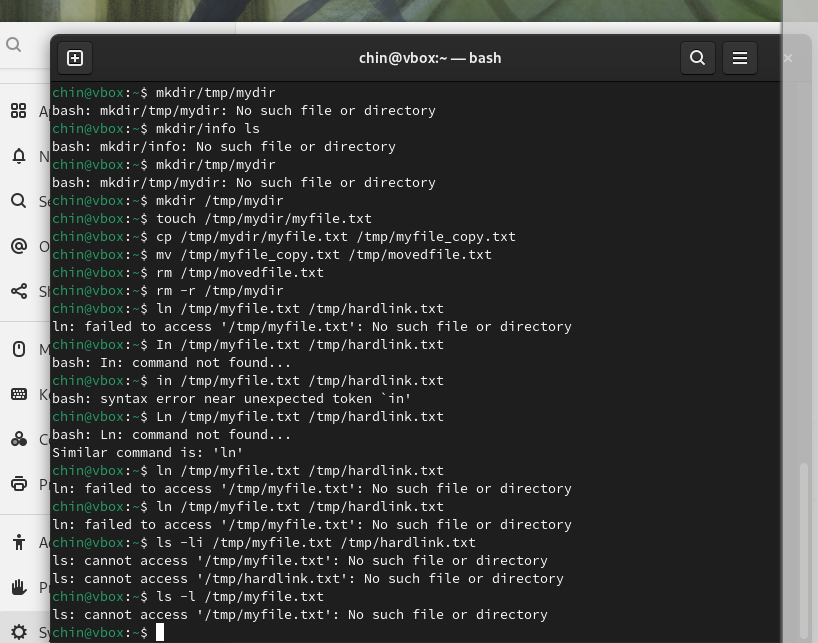 chin@vbox:~ — bash
chin@vbox:~$ mkdir/tmp/mydir
bash: mkdir/tmp/mydir: No such file or directory
chin@vbox:~$ mkdir/info ls
bash: mkdir/info: No such file or directory
chin@vbox:~$ mkdir/tmp/mydir
bash: mkdir/tmp/mydir: No such file or directory
chin@vbox:~$ mkdir /tmp/mydir
chin@vbox:~$ touch /tmp/mydir/myfile.txt
chin@vbox:~$ cp /tmp/mydir/myfile.txt /tmp/myfile_copy.txt
chin@vbox:~$ mv /tmp/myfile_copy.txt /tmp/movedfile.txt
chin@vbox:~$ rm /tmp/movedfile.txt
chin@vbox:~$ rm -r /tmp/mydir
chin@vbox:~$ ln /tmp/myfile.txt /tmp/hardlink.txt
ln: failed to access '/tmp/myfile.txt': No such file or directory
chin@vbox:~$ In /tmp/myfile.txt /tmp/hardlink.txt
bash: In: command not found...
chin@vbox:~$ in /tmp/myfile.txt /tmp/hardlink.txt
bash: syntax error near unexpected token `in'
chin@vbox:~$ Ln /tmp/myfile.txt /tmp/hardlink.txt
bash: Ln: command not found...
Similar command is: 'ln'
chin@vbox:~$ ln /tmp/myfile.txt /tmp/hardlink.txt
ln: failed to access '/tmp/myfile.txt': No such file or directory
chin@vbox:~$ ln /tmp/myfile.txt /tmp/hardlink.txt
ln: failed to access '/tmp/myfile.txt': No such file or directory
chin@vbox:~$ ls -li /tmp/myfile.txt /tmp/hardlink.txt
ls: cannot access '/tmp/myfile.txt': No such file or directory
ls: cannot access '/tmp/hardlink.txt': No such file or directory
chin@vbox:~$ ls -l /tmp/myfile.txt
ls: cannot access '/tmp/myfile.txt': No such file or directory
chin@vbox:~$